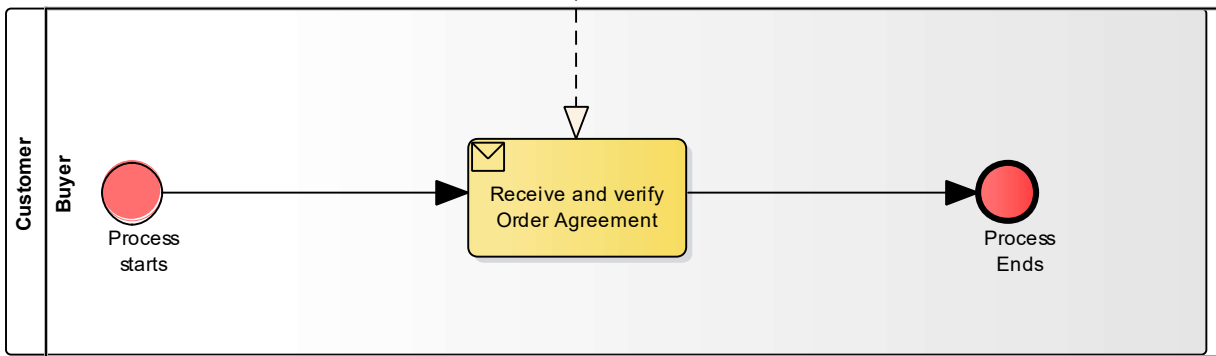 Customer
Buyer
Process
starts
Receive and verify
Order Agreement
Process
Ends